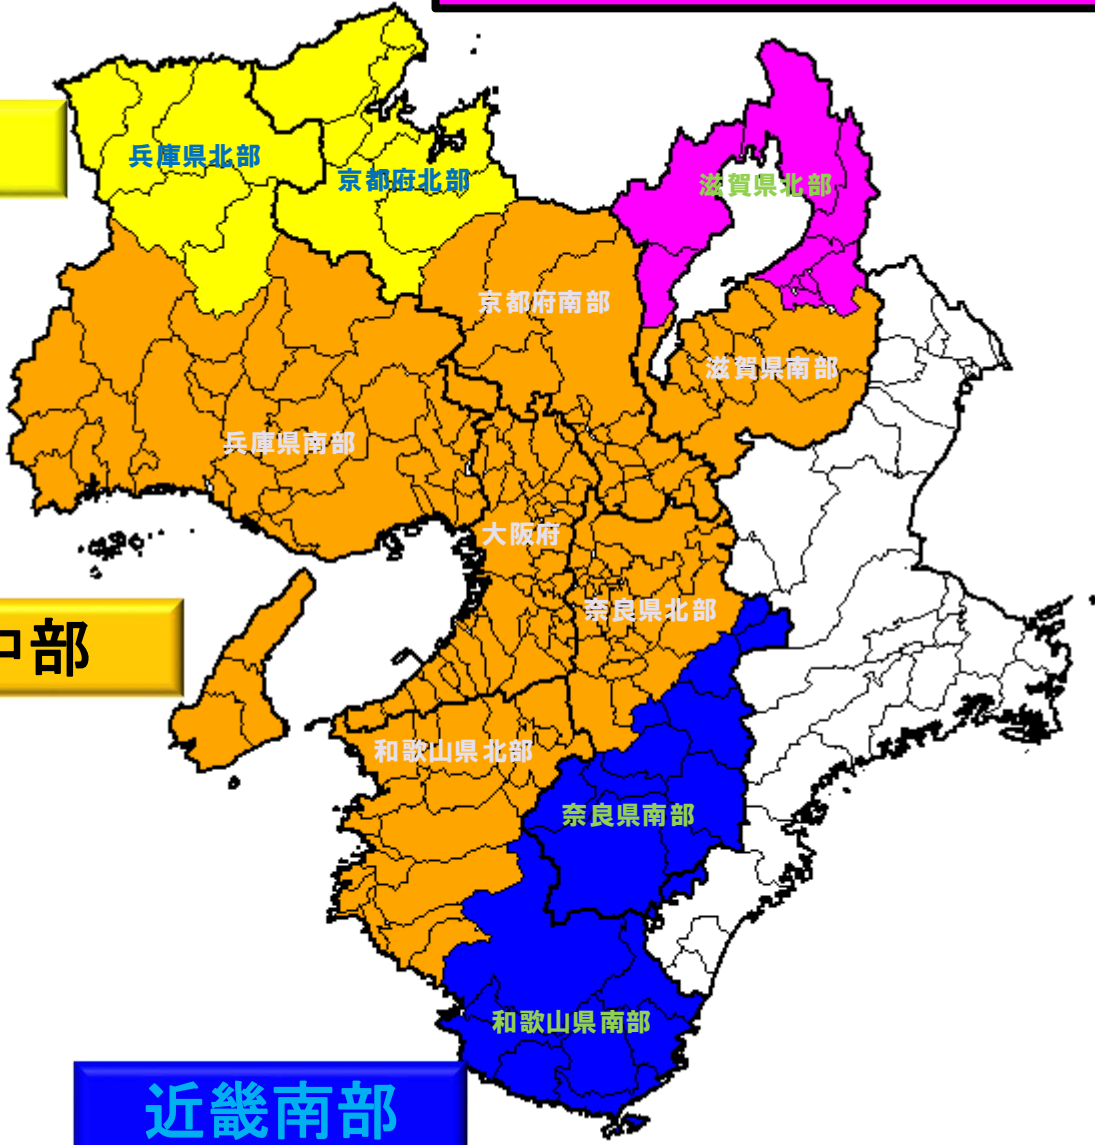 兵庫県北部
京都府北部
滋賀県北部
京都府南部
滋賀県南部
兵庫県南部
大阪府
奈良県北部
中部
和歌山県北部
奈良県南部
和歌山県南部
近畿南部